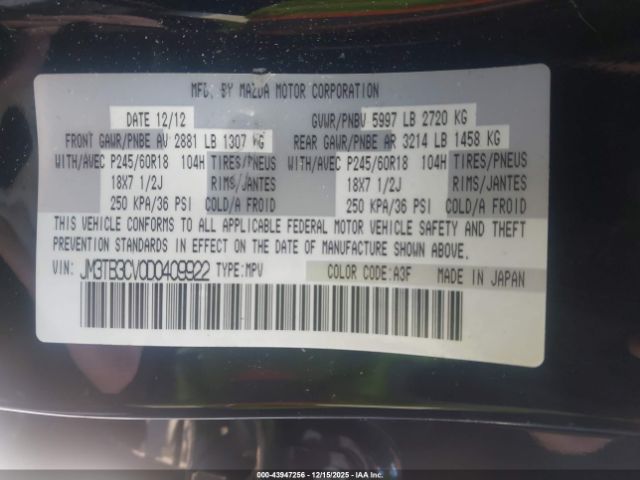 MFD. BY MAZDA MOTOR CORPORATION
DATE 12/12 GVWR/PNBV 5997 LB 2720 KG
FRONT GAWR/PNBE AV 2881 LB 1307 KG REAR GAWR/PNBE AR 3214 LB 1458 KG
WITH/AVEC P245/60R18 104H TIRES/PNEUS WITH/AVEC P245/60R18 104H TIRES/PNEUS
18X7 1/2J RIMS/JANTES 18X7 1/2J RIMS/JANTES
250 KPA/36 PSI COLD/A FROID 250 KPA/36 PSI COLD/A FROID
THIS VEHICLE CONFORMS TO ALL APPLICABLE FEDERAL MOTOR VEHICLE SAFETY AND THEFT
PREVENTION STANDARDS IN EFFECT ON THE DATE OF MANUFACTURE SHOWN ABOVE.
VIN: JM3TB3CV0D0409922 TYPE:MPV COLOR CODE:A3F MADE IN JAPAN
000-43947256 - 12/15/2025 - IAA Inc.